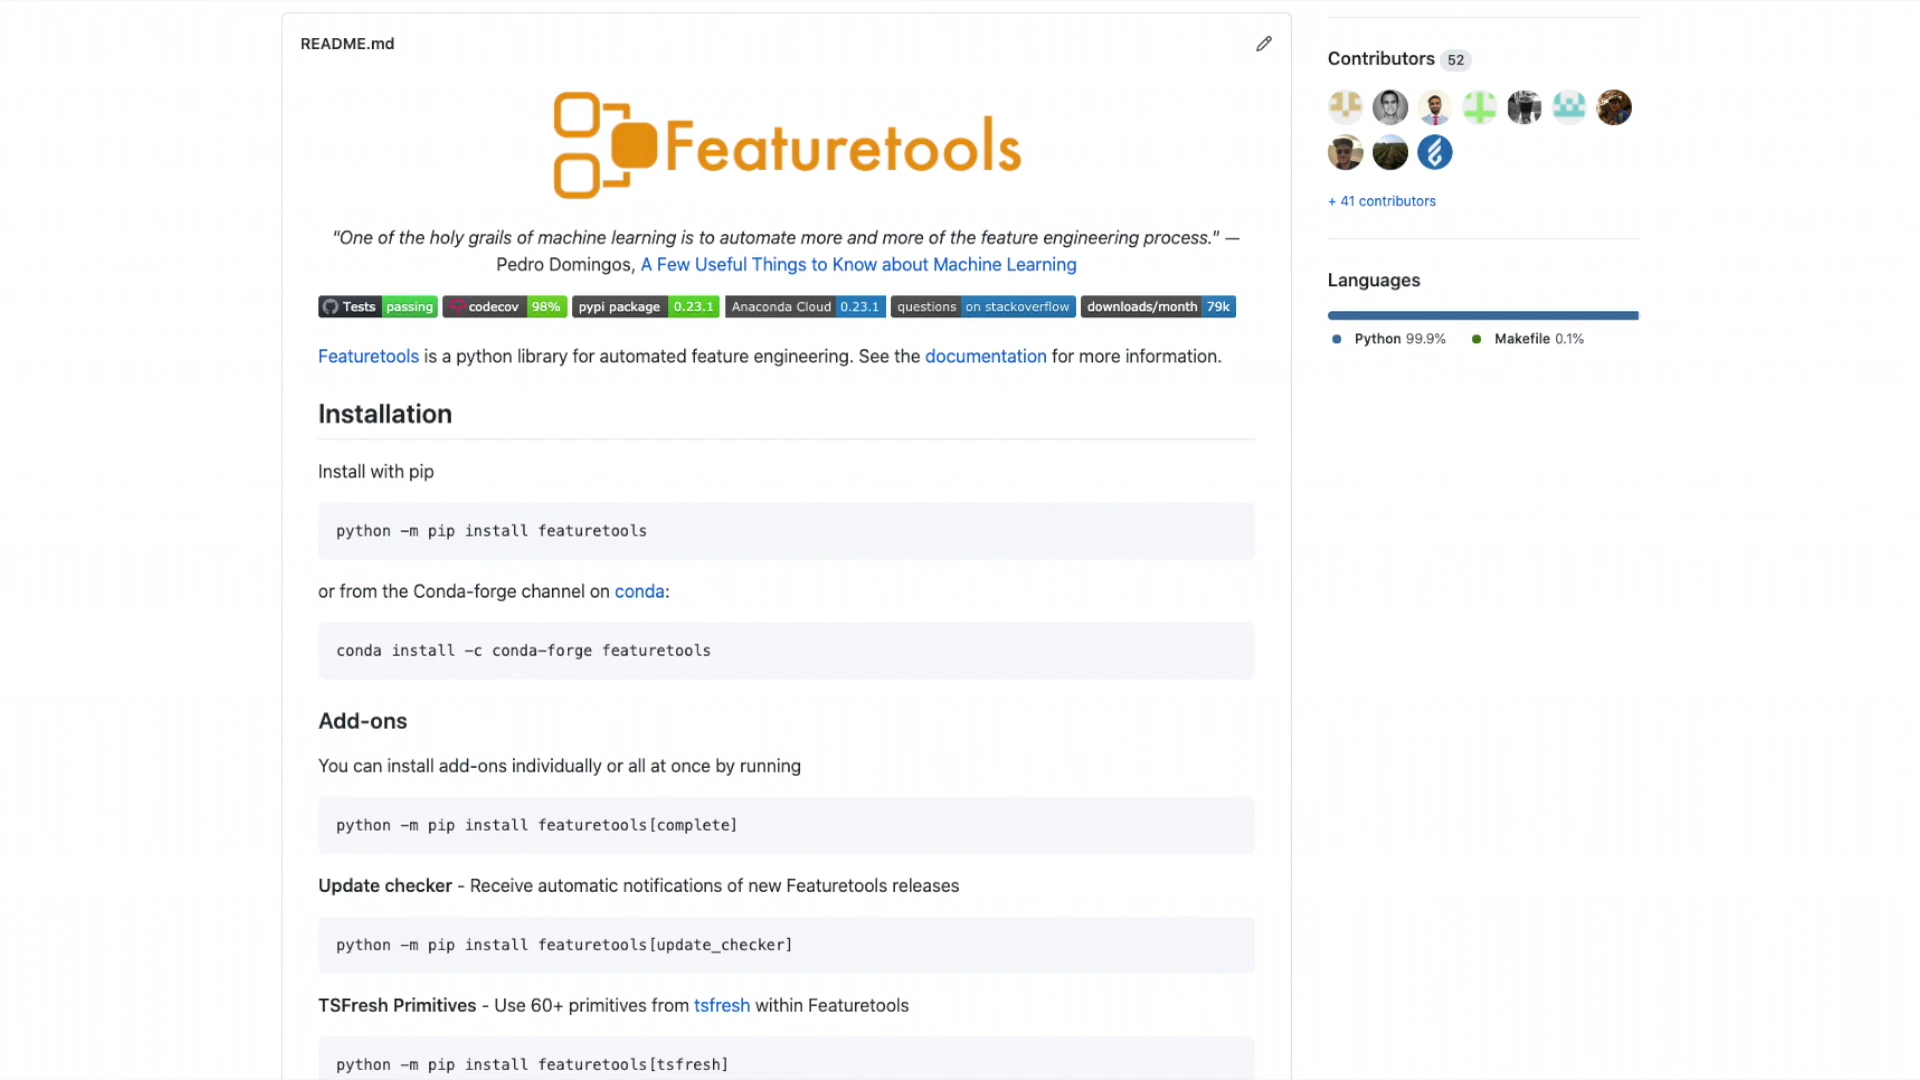 README.md
Featuretools
"One of the holy grails of machine learning is to automate more and more of the feature engineering process." —
Pedro Domingos, A Few Useful Things to Know about Machine Learning
Tests passing codecov 98% pypi package 0.23.1 Anaconda Cloud 0.23.1 questions on stackoverflow downloads/month 79k
Featuretools is a python library for automated feature engineering. See the documentation for more information.
Installation
Install with pip
python -m pip install featuretools
or from the Conda-forge channel on conda:
conda install -c conda-forge featuretools
Add-ons
You can install add-ons individually or all at once by running
python -m pip install featuretools[complete]
Update checker - Receive automatic notifications of new Featuretools releases
python -m pip install featuretools[update_checker]
TSFresh Primitives - Use 60+ primitives from tsfresh within Featuretools
python -m pip install featuretools[tsfresh]
Contributors 52
+ 41 contributors
Languages
Python 99.9% Makefile 0.1%